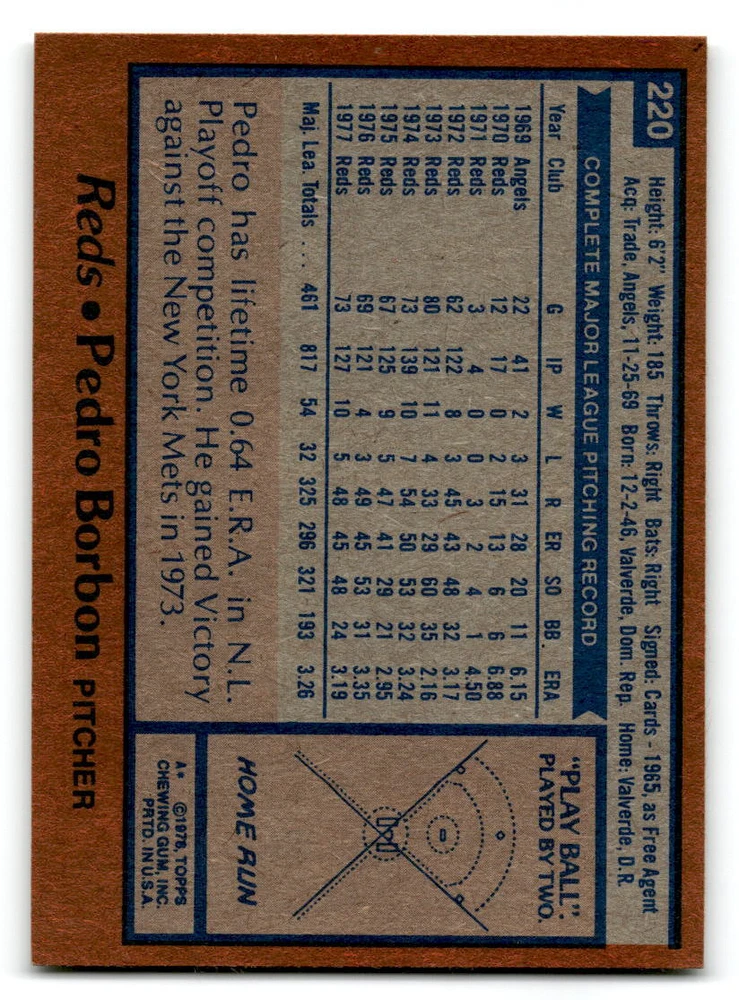 220
Height: 6'2" Weight: 185 Throws: Right Bats: Right Signed: Cards - 1965, as Free Agent
Acq: Trade, Angels, 11-25-69 Born: 12-2-46, Valverde, Dom. Rep. Home: Valverde, D.R.
COMPLETE MAJOR LEAGUE PITCHING RECORD
Year Club G IP W L R ER SO BB ERA
1969 Angels 22 41 2 3 31 28 20 11 6.15
1970 Reds 12 17 0 2 15 13 6 6 6.88
1971 Reds 3 4 0 0 3 2 4 1 4.50
1972 Reds 62 122 8 3 45 43 48 32 3.17
1973 Reds 80 121 11 4 33 29 60 35 2.16
1974 Reds 73 139 10 7 54 50 53 32 3.24
1975 Reds 67 125 9 5 47 41 29 21 2.95
1976 Reds 69 121 4 3 49 45 53 31 3.35
1977 Reds 73 127 10 5 48 45 48 24 3.19
Maj. Lea. Totals . . . 461 817 54 32 325 296 321 193 3.26
Pedro has lifetime 0.64 E.R.A. in N.L.
Playoff competition. He gained Victory
against the New York Mets in 1973.
"PLAY BALL".
PLAYED BY TWO.
HOME RUN
A* ©1978, TOPPS
CHEWING GUM, INC.
PRTD. IN U.S.A.
Reds • Pedro Borbon PITCHER